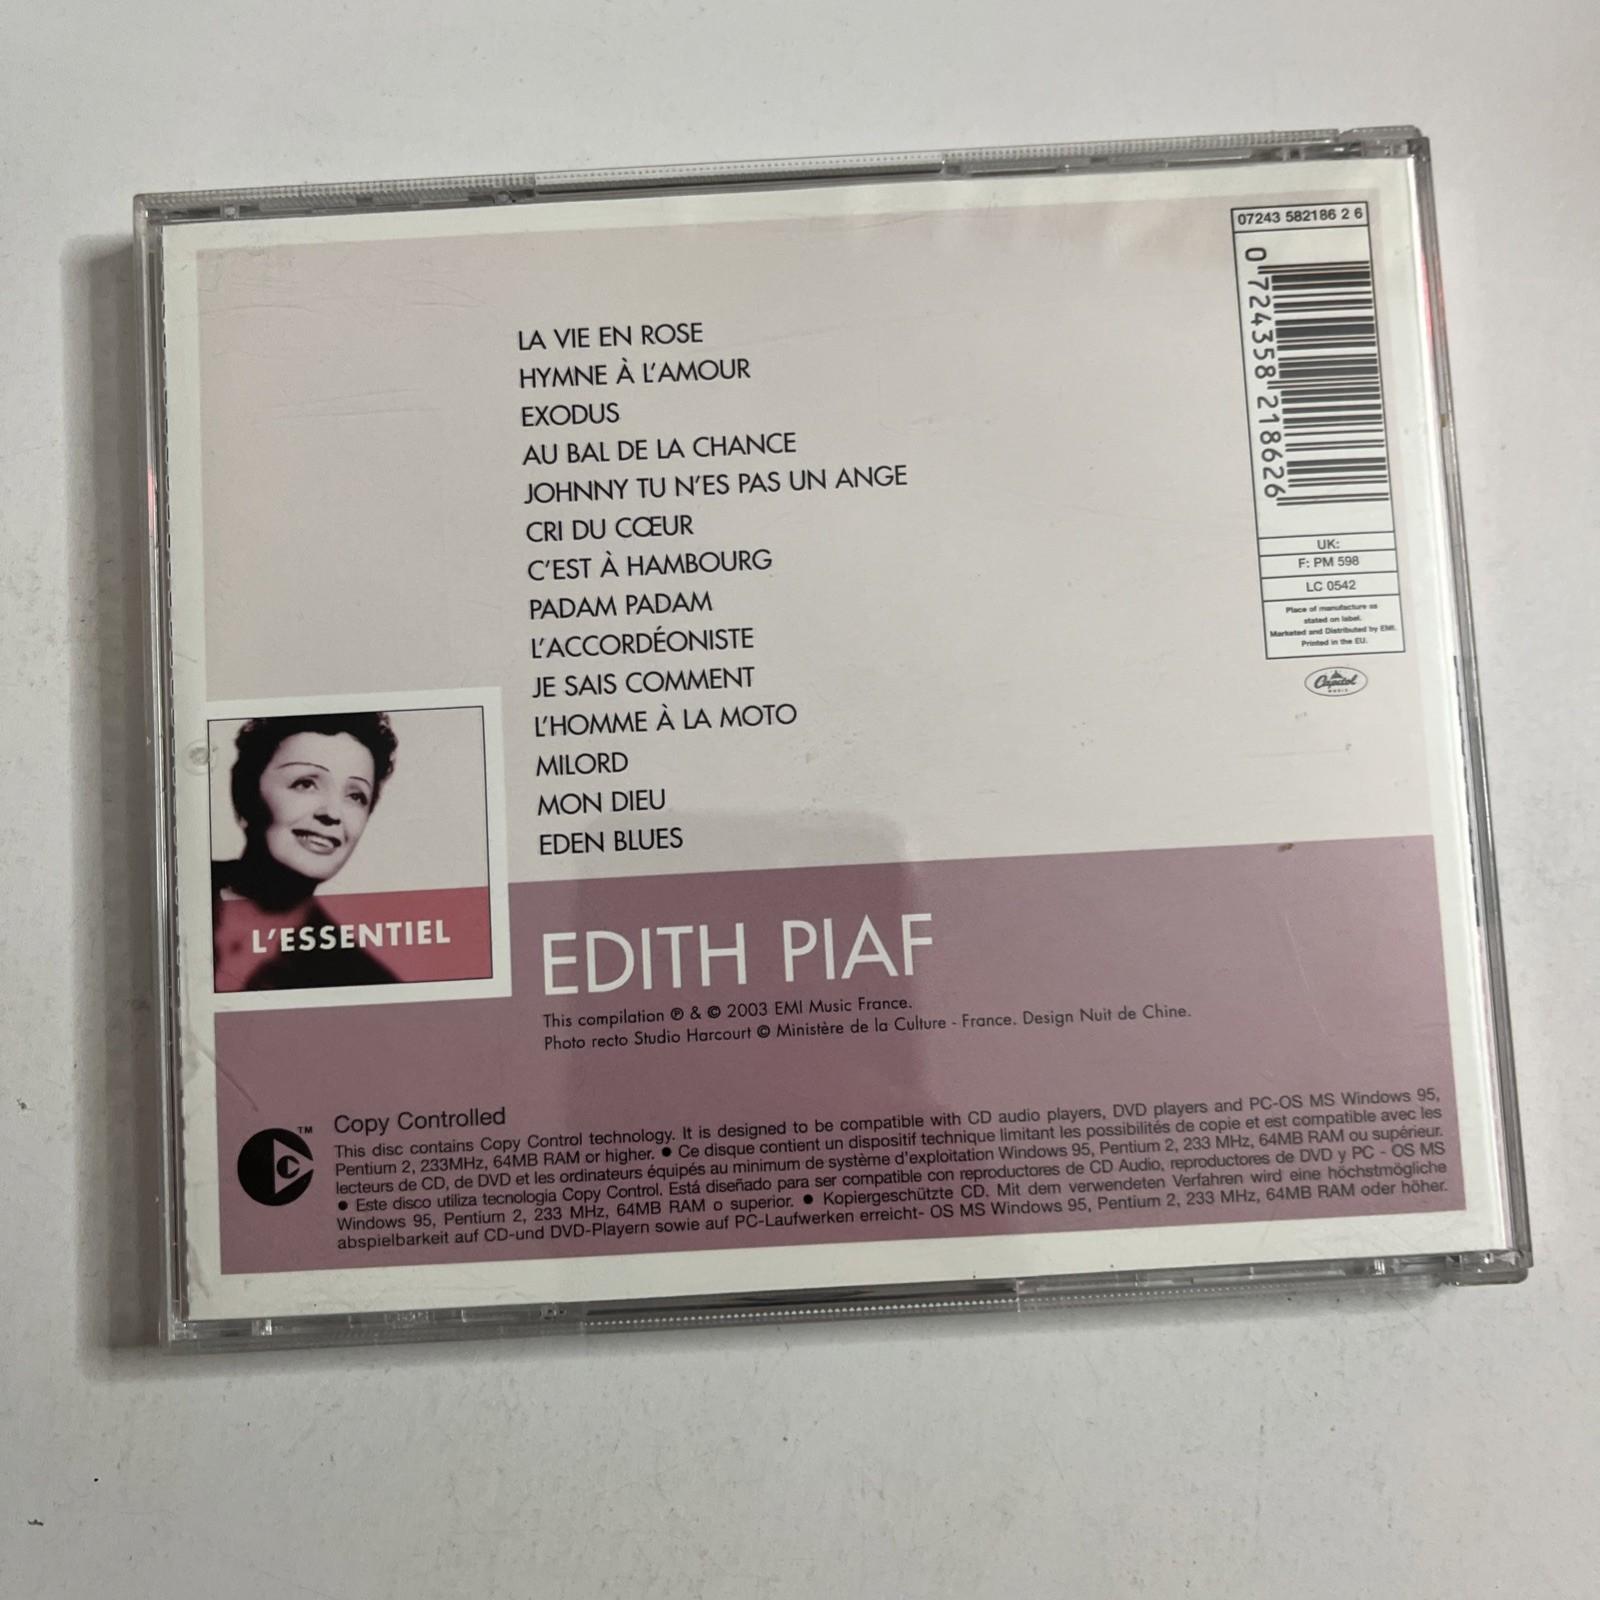 LA VIE EN ROSE
HYMNE À L'AMOUR
EXODUS
AU BAL DE LA CHANCE
JOHNNY TU N'ES PAS UN ANGE
CRI DU CŒUR
C'EST À HAMBOURG
PADAM PADAM
L'ACCORDÉONISTE
JE SAIS COMMENT
L'HOMME À LA MOTO
MILORD
MON DIEU
EDEN BLUES
07243 582186 2 6
0 724358 218626
UK:
F: PM 598
LC 0542
Place of manufacture as
stated on label.
Marketed and Distributed by EMI.
Printed in the EU.
Capitol
MUSIC
L'ESSENTIEL
EDITH PIAF
This compilation ℗ & © 2003 EMI Music France.
Photo recto Studio Harcourt © Ministère de la Culture - France. Design Nuit de Chine.
TM
Copy Controlled
This disc contains Copy Control technology. It is designed to be compatible with CD audio players, DVD players and PC-OS MS Windows 95,
Pentium 2, 233MHz, 64MB RAM or higher. ● Ce disque contient un dispositif technique limitant les possibilités de copie et est compatible avec les
lecteurs de CD, de DVD et les ordinateurs équipés au minimum de système d'exploitation Windows 95, Pentium 2, 233 MHz, 64MB RAM ou supérieur.
● Este disco utiliza tecnologia Copy Control. Está diseñado para ser compatible con reproductores de CD Audio, reproductores de DVD y PC - OS MS
Windows 95, Pentium 2, 233 MHz, 64MB RAM o superior. ● Kopiergeschützte CD. Mit dem verwendeten Verfahren wird eine höchstmögliche
abspielbarkeit auf CD-und DVD-Playern sowie auf PC-Laufwerken erreicht- OS MS Windows 95, Pentium 2, 233 MHz, 64MB RAM oder höher.